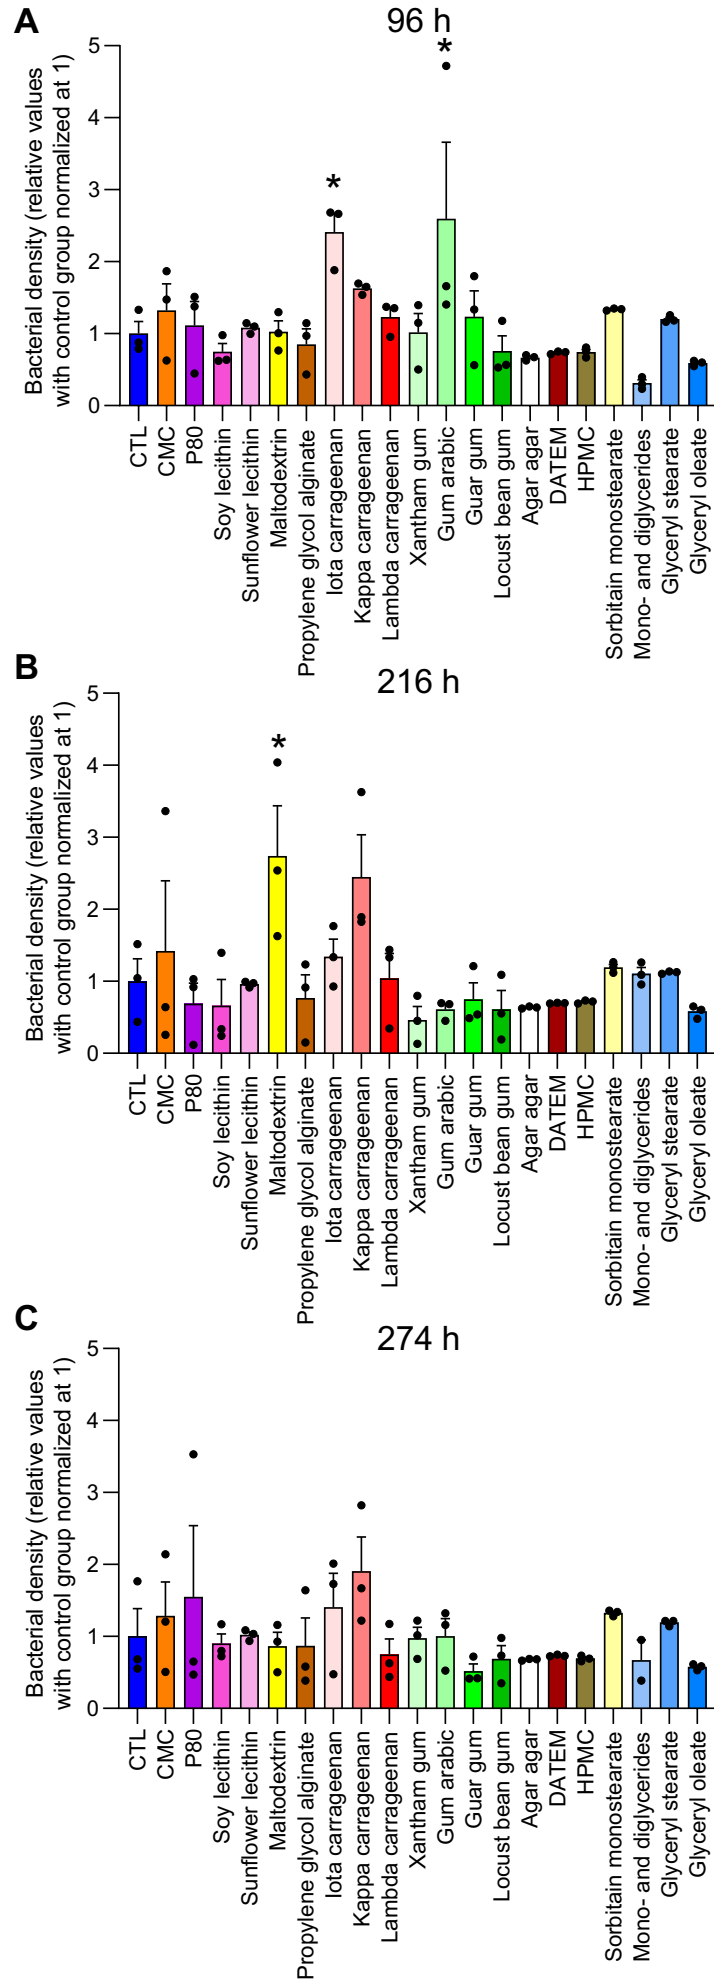 A
96 h
Bacterial density (relative values
with control group normalized at 1)
5
4
3
2
1
0
*
*
CTL
CMC
P80
Soy lecithin
Sunflower lecithin
Maltodextrin
Propylene glycol alginate
Iota carrageenan
Kappa carrageenan
Lambda carrageenan
Xantham gum
Gum arabic
Guar gum
Locust bean gum
Agar agar
DATEM
HPMC
Sorbitain monostearate
Mono- and diglycerides
Glyceryl stearate
Glyceryl oleate
B
216 h
Bacterial density (relative values
with control group normalized at 1)
5
4
3
2
1
0
*
CTL
CMC
P80
Soy lecithin
Sunflower lecithin
Maltodextrin
Propylene glycol alginate
Iota carrageenan
Kappa carrageenan
Lambda carrageenan
Xantham gum
Gum arabic
Guar gum
Locust bean gum
Agar agar
DATEM
HPMC
Sorbitain monostearate
Mono- and diglycerides
Glyceryl stearate
Glyceryl oleate
C
274 h
Bacterial density (relative values
with control group normalized at 1)
5
4
3
2
1
0
CTL
CMC
P80
Soy lecithin
Sunflower lecithin
Maltodextrin
Propylene glycol alginate
Iota carrageenan
Kappa carrageenan
Lambda carrageenan
Xantham gum
Gum arabic
Guar gum
Locust bean gum
Agar agar
DATEM
HPMC
Sorbitain monostearate
Mono- and diglycerides
Glyceryl stearate
Glyceryl oleate